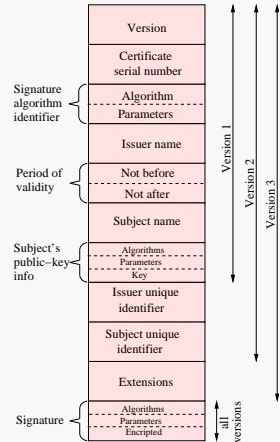 Version
Certificate
serial number
Signature
algorithm
identifier
Algorithm
Parameters
Issuer name
Period of
validity
Not before
Not after
Subject name
Subject's
public-key
info
Algorithms
Parameters
Key
Issuer unique
identifier
Subject unique
identifier
Extensions
Signature
Algorithms
Parameters
Encripted
Version 1
Version 2
Version 3
all
versions